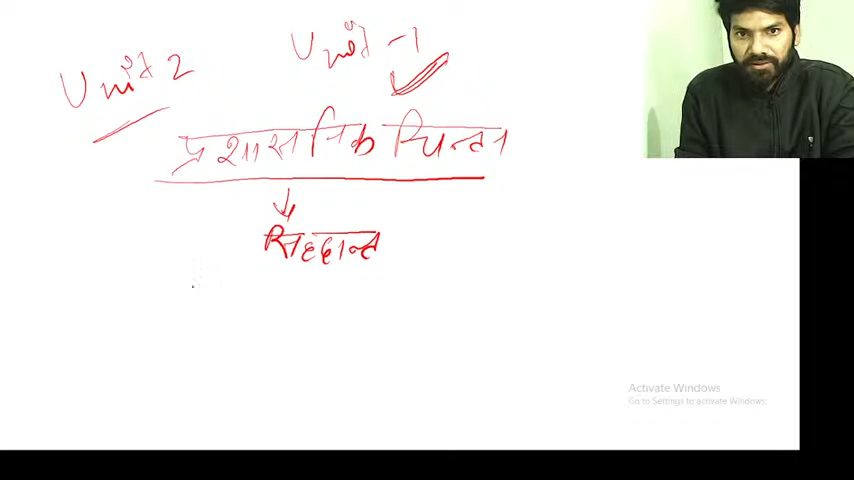 Unit-1
Unit 2
प्रशासनिक चिन्तन
सिद्धान्त
Activate Windows
Go to Settings to activate Windows.